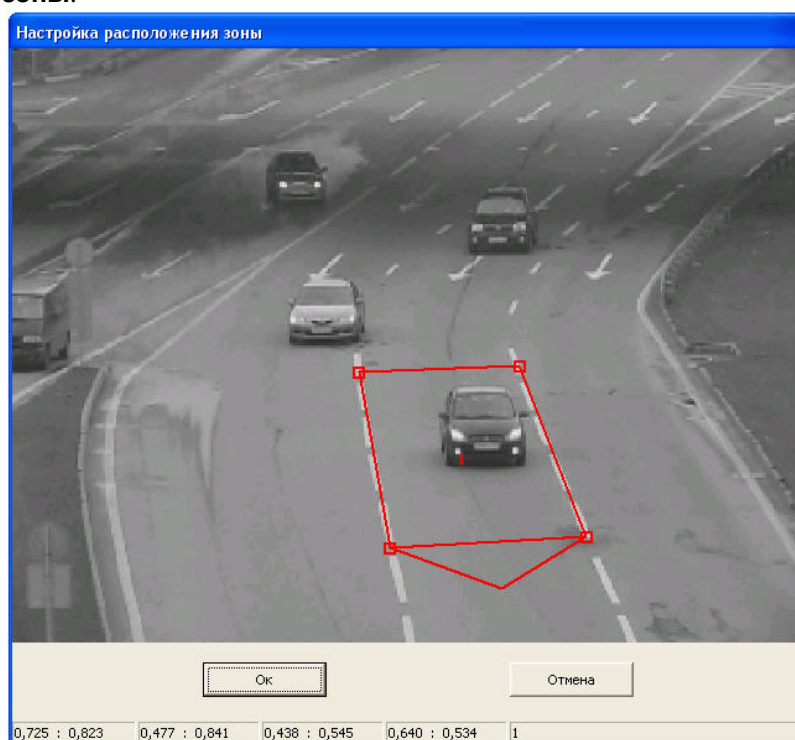 зоны.
Настройка расположения зоны
1
Ок Отмена
0,725 : 0,823 0,477 : 0,841 0,438 : 0,545 0,640 : 0,534 1